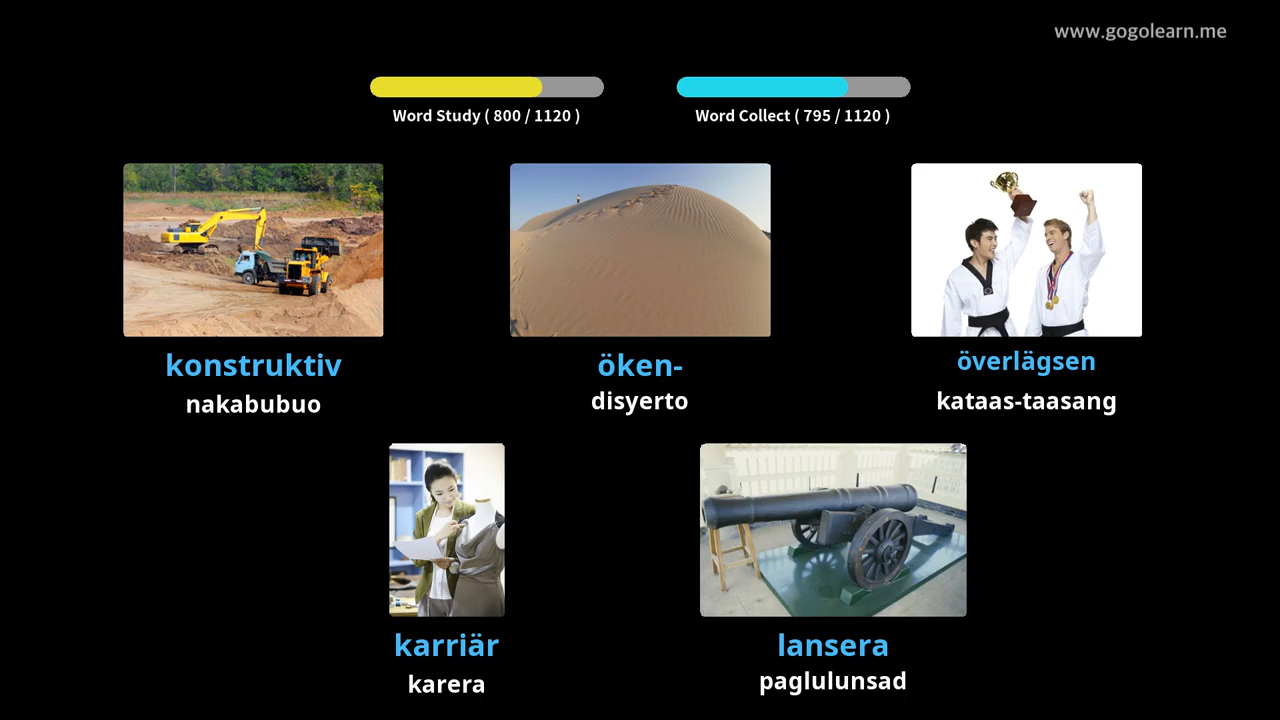 www.gogolearn.me
Word Study ( 800 / 1120 )
Word Collect ( 795 / 1120 )
konstruktiv
nakabubuo
öken-
disyerto
överlägsen
kataas-taasang
karriär
karera
lansera
paglulunsad